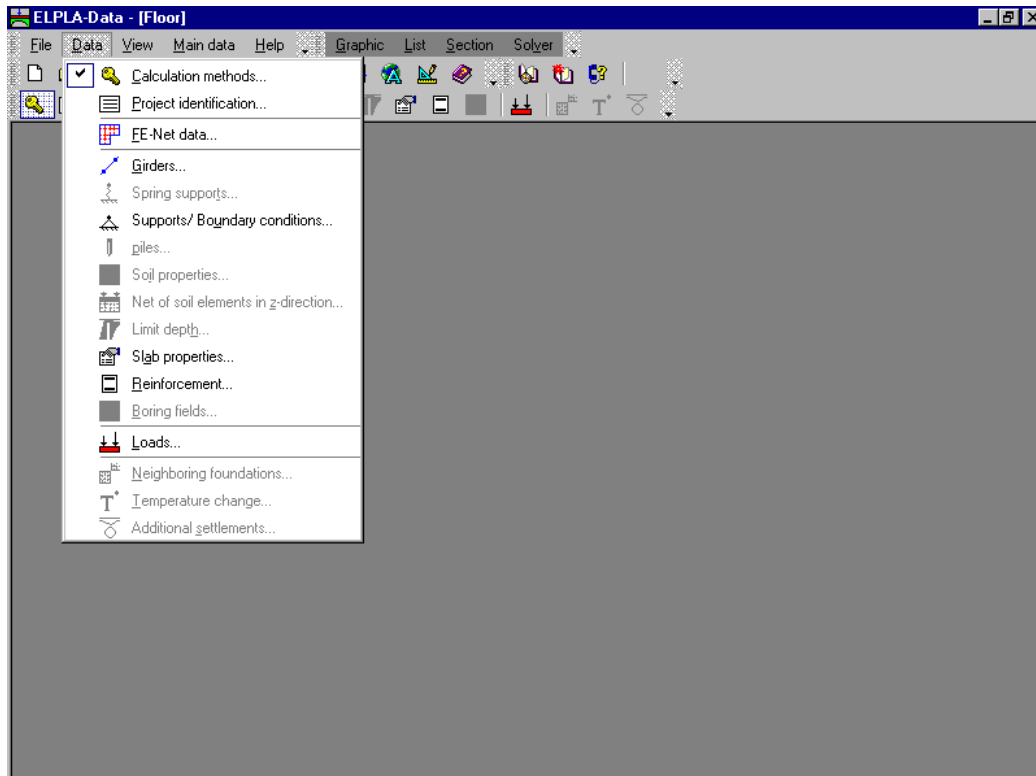 ELPLA-Data - [Floor]
File Data View Main data Help Graphic List Section Solver
Calculation methods...
Project identification...
FE-Net data...
Girders...
Spring supports...
Supports/ Boundary conditions...
piles...
Soil properties...
Net of soil elements in z-direction...
Limit depth...
Slab properties...
Reinforcement...
Boring fields...
Loads...
Neighboring foundations...
Temperature change...
Additional settlements...